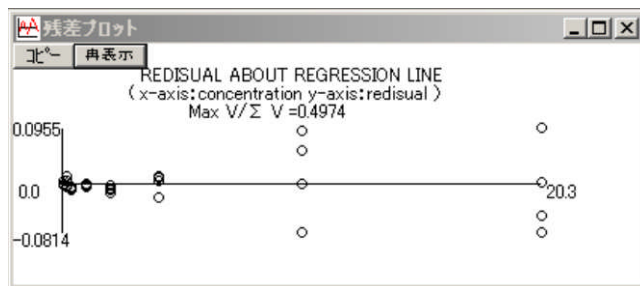 残差プロット
コピー 再表示
REDISUAL ABOUT REGRESSION LINE
(x-axis:concentration y-axis:redisual)
Max V/Σ V =0.4974
0.0955
0.0
20.3
-0.0814